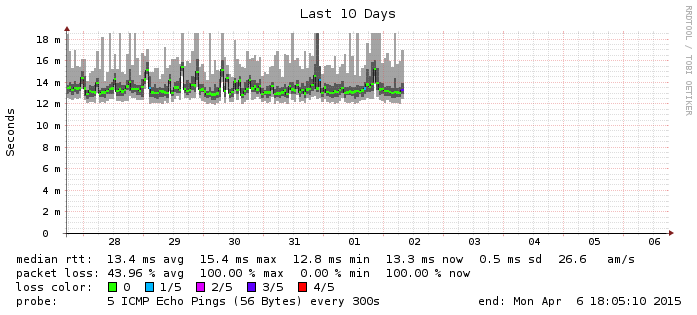 Last 10 Days
RRDTOOL / TOBI OETIKER
Seconds
18 m
16 m
14 m
12 m
10 m
8 m
6 m
4 m
2 m
0
28 29 30 31 01 02 03 04 05 06
median rtt: 13.4 ms avg 15.4 ms max 12.8 ms min 13.3 ms now 0.5 ms sd 26.6 am/s
packet loss: 43.96 % avg 100.00 % max 0.00 % min 100.00 % now
loss color: 0 1/5 2/5 3/5 4/5
probe: 5 ICMP Echo Pings (56 Bytes) every 300s end: Mon Apr 6 18:05:10 2015